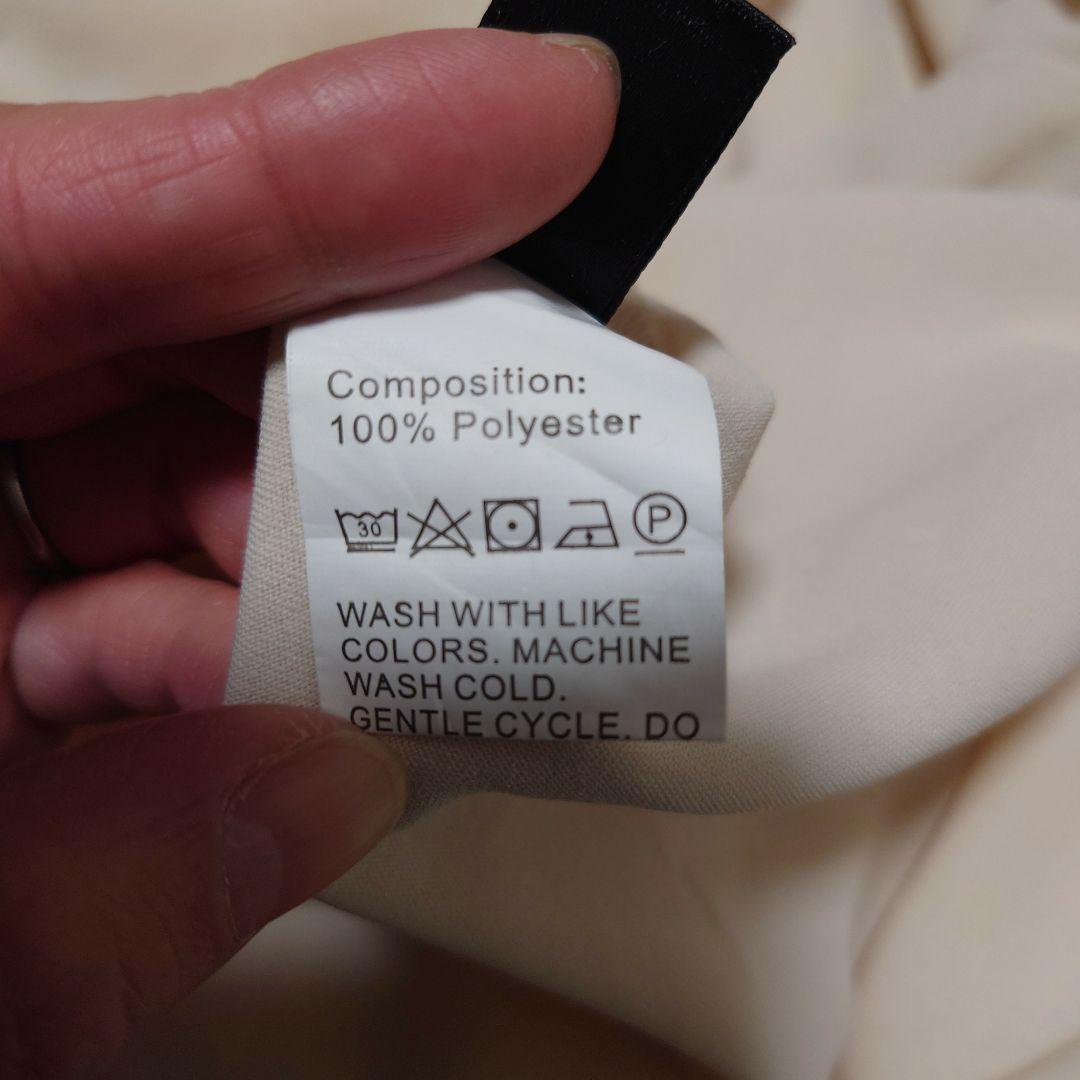 Composition:
100% Polyester
30
P
WASH WITH LIKE
COLORS. MACHINE
WASH COLD.
GENTLE CYCLE. DO